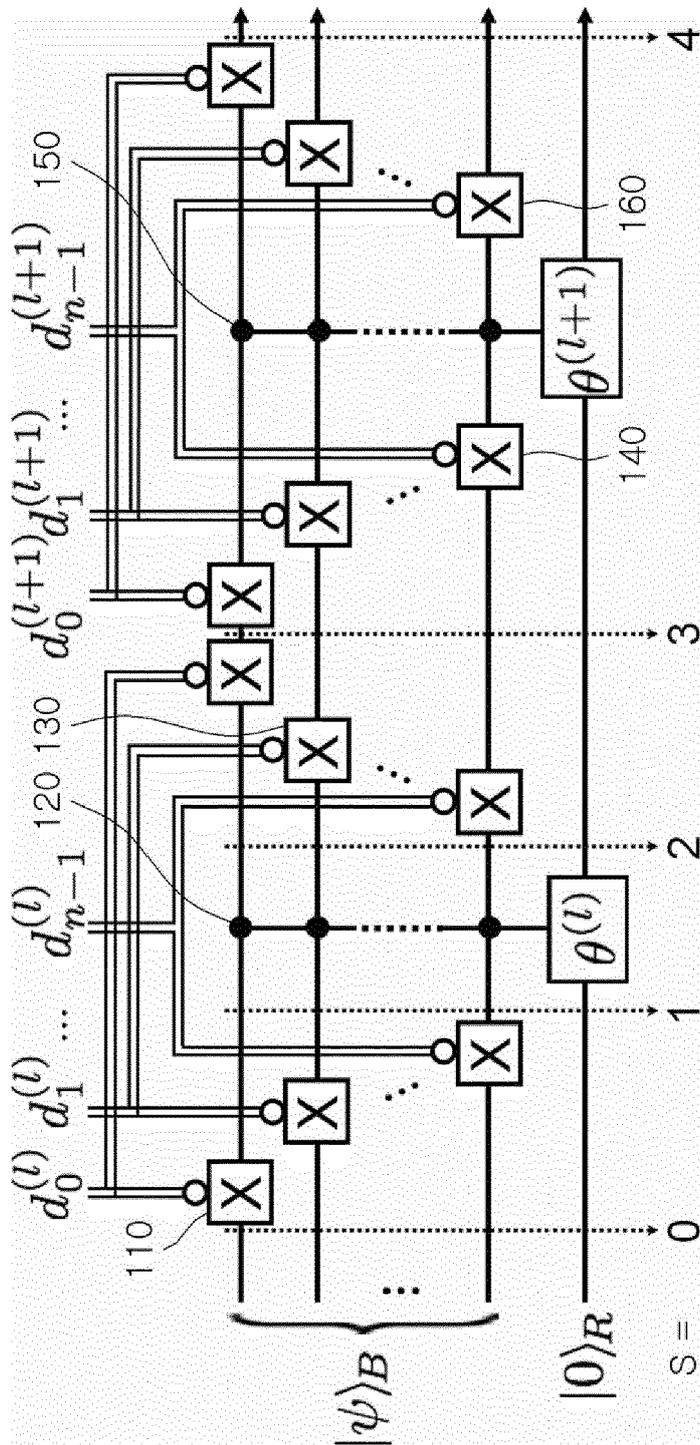 d_0^{(l)} d_1^{(l)} ... d_{n-1}^{(l)} d_0^{(l+1)} d_1^{(l+1)} ... d_{n-1}^{(l+1)}
110 120 130 150
X X X X
|ψ⟩_B X X X X
... ... ... ... ...
X X X X
140 160
|0⟩_R θ^{(l)} θ^{(l+1)}
S = 0 1 2 3 4